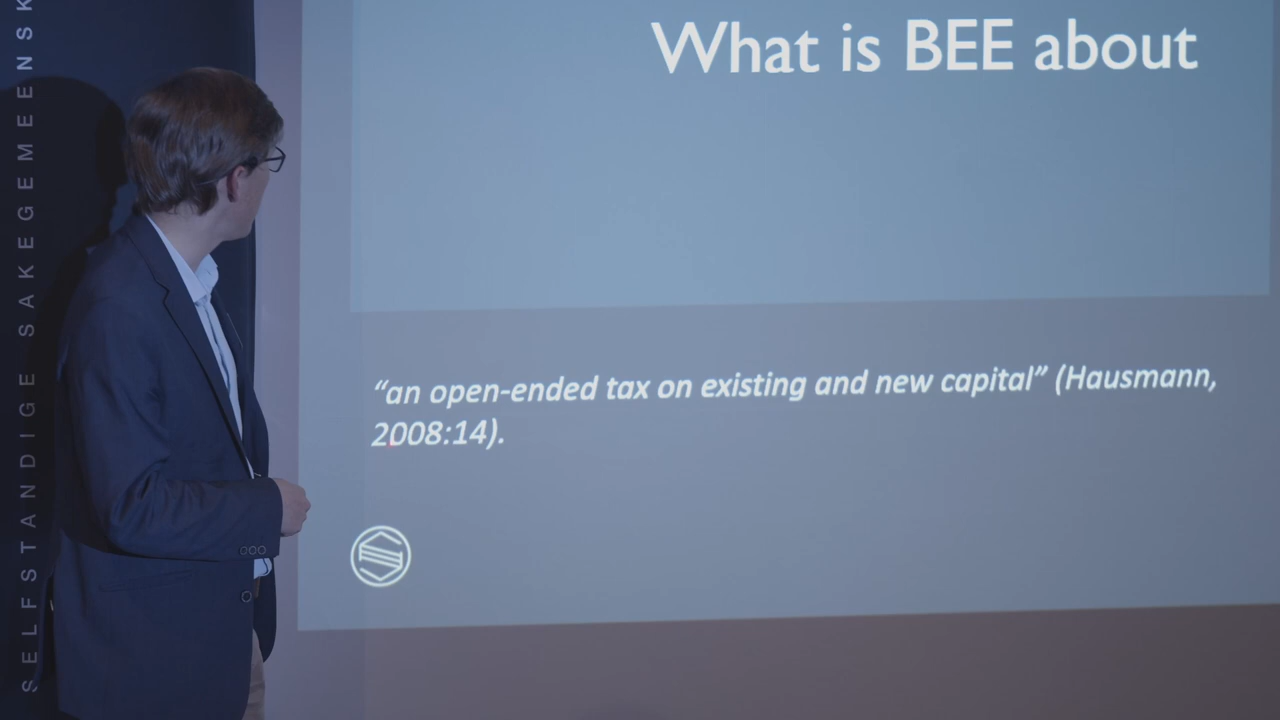 What is BEE about
“an open-ended tax on existing and new capital” (Hausmann,
2008:14).
SELFSTANDIGE SAKEGEMEENSK